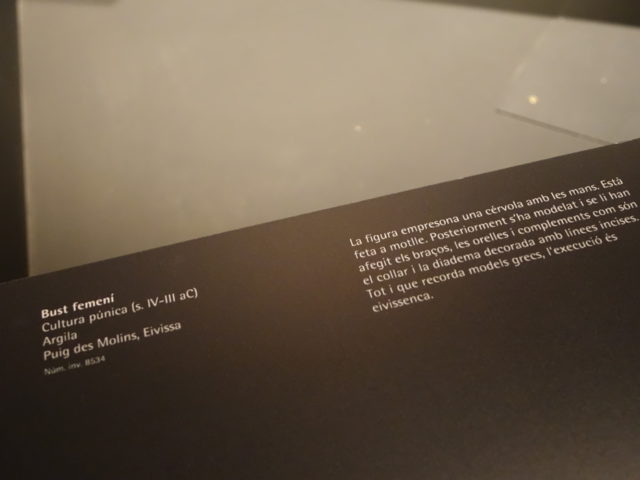 Bust femení
Cultura púnica (s. IV-III aC)
Argila
Puig des Molins, Eivissa
Núm. inv. 8534
La figura empresona una cérvola amb les mans. Està
feta a motlle. Posteriorment s'ha modelat i se li han
afegit els braços, les orelles i complements com són
el collar i la diadema decorada amb línees incises.
Tot i que recorda models grecs, l'execució és
eivissenca.